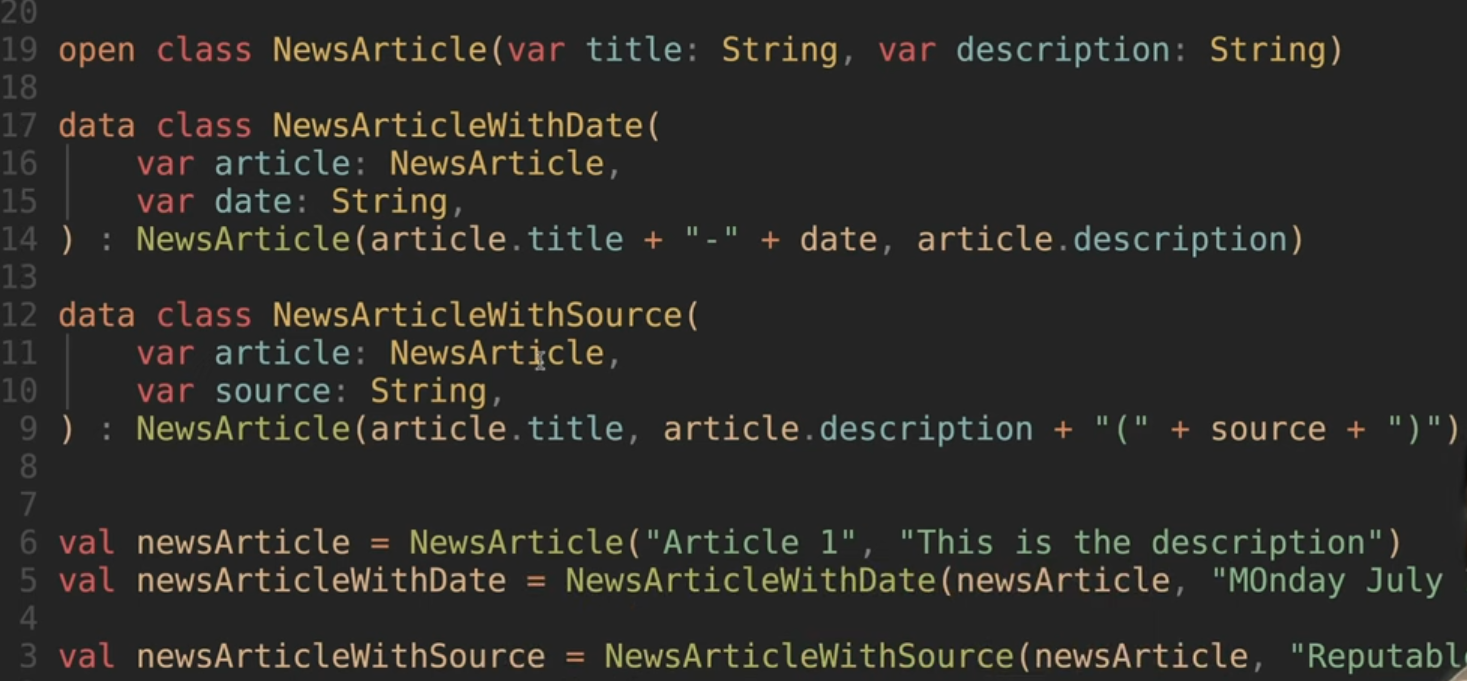 20
19 open class NewsArticle(var title: String, var description: String)
18
17 data class NewsArticleWithDate(
16     var article: NewsArticle,
15     var date: String,
14 ) : NewsArticle(article.title + "-" + date, article.description)
13
12 data class NewsArticleWithSource(
11     var article: NewsArticle,
10     var source: String,
9 ) : NewsArticle(article.title, article.description + "(" + source + ")")
8
7
6 val newsArticle = NewsArticle("Article 1", "This is the description")
5 val newsArticleWithDate = NewsArticleWithDate(newsArticle, "MOnday July
4
3 val newsArticleWithSource = NewsArticleWithSource(newsArticle, "Reputabl